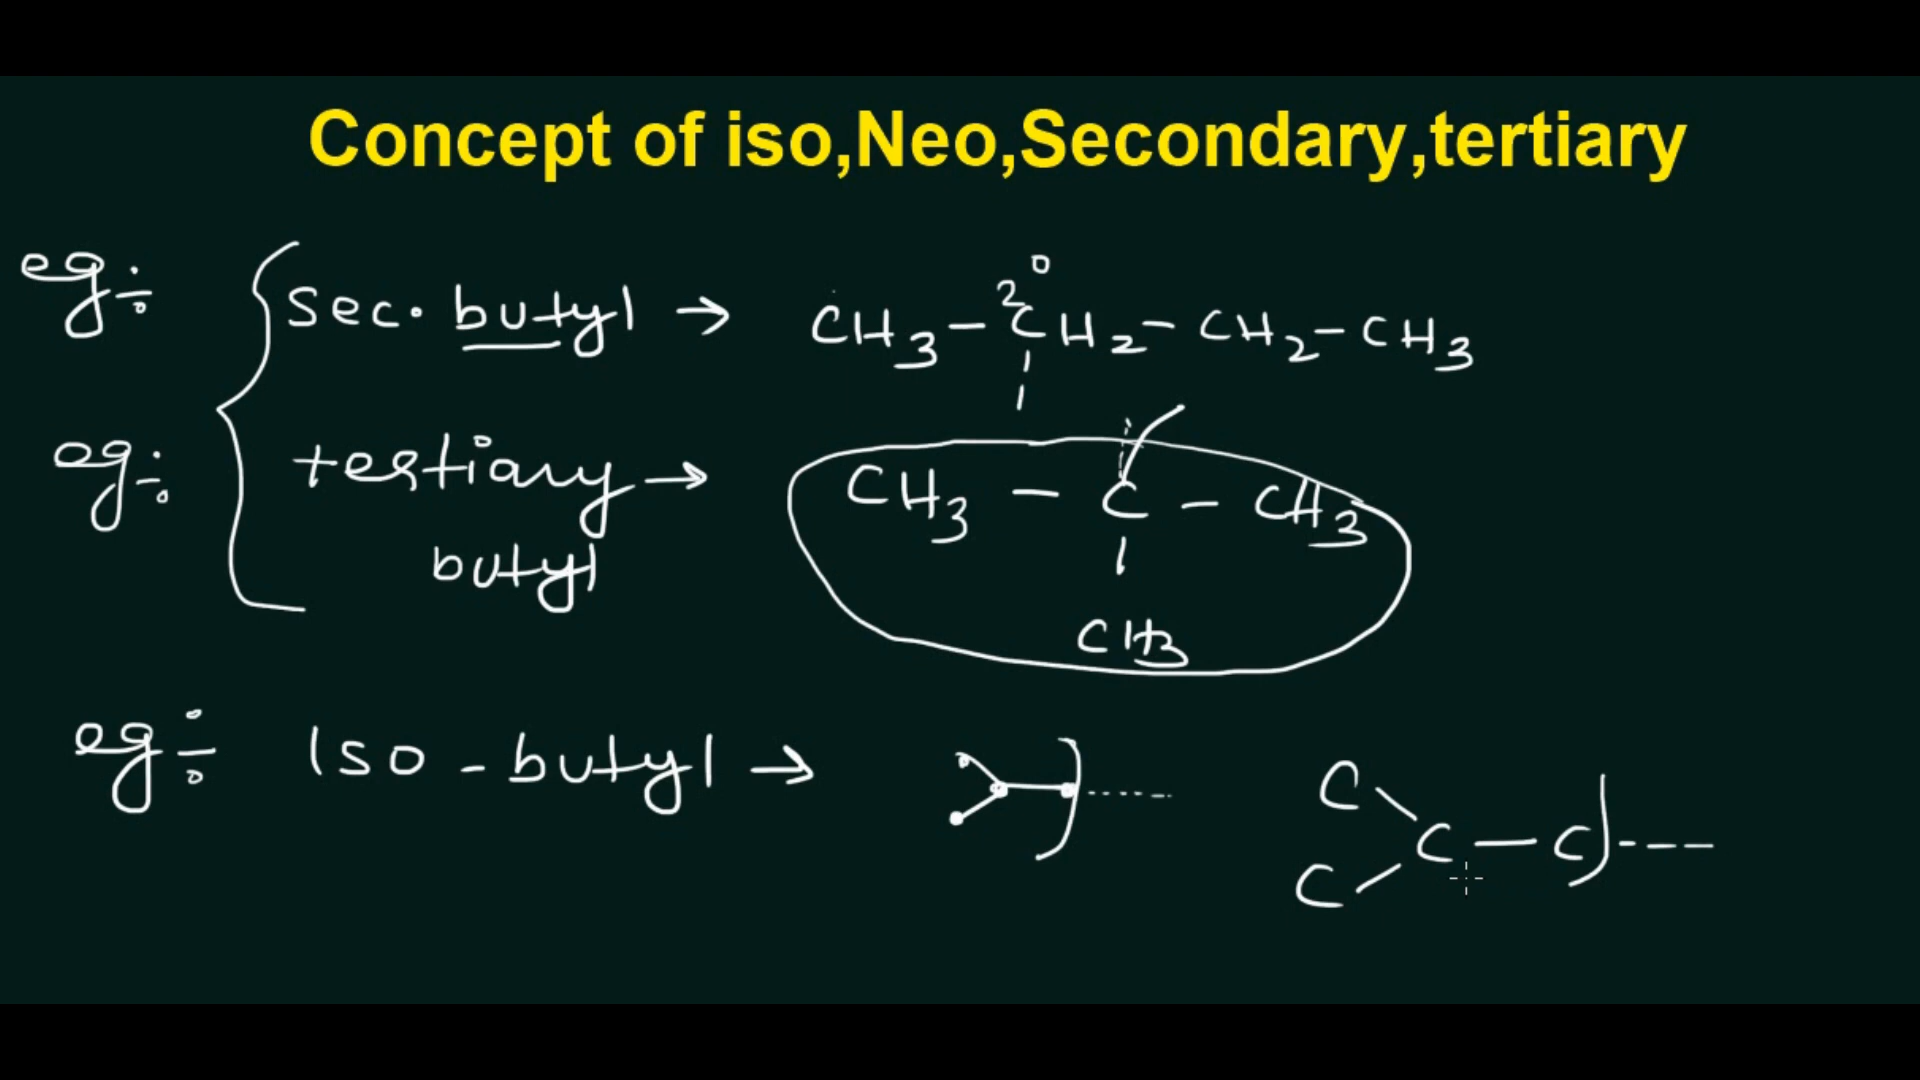 Concept of iso,Neo,Secondary,tertiary
eg: sec. butyl → CH3 - 2° CH2 - CH2 - CH3
eg: tertiary → CH3 - C - CH3
butyl
CH3
eg: Iso - butyl → C
C - C
C